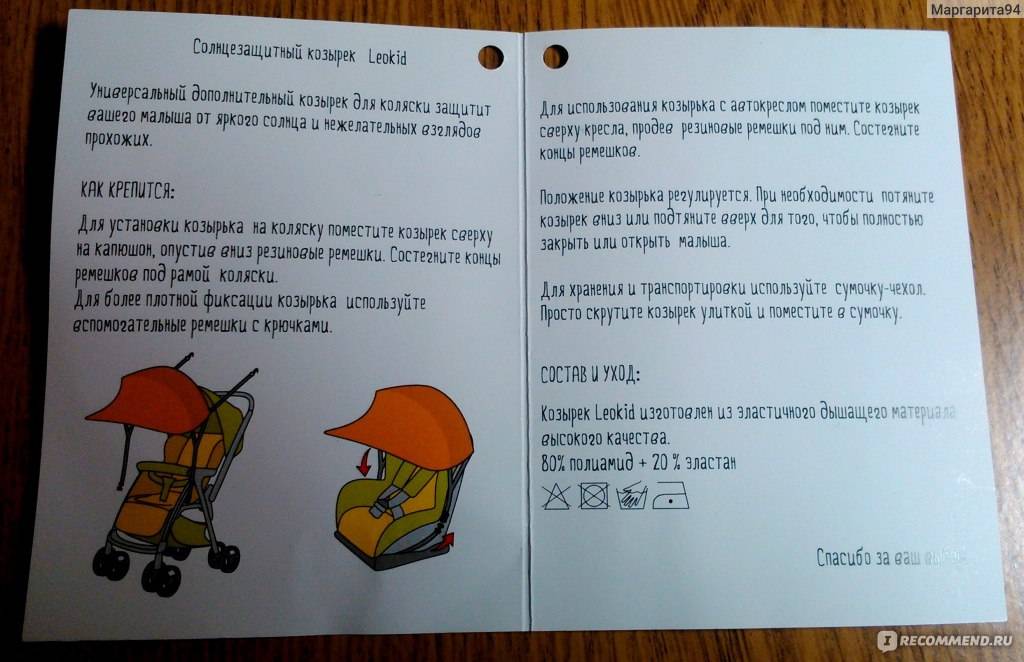 Маргарита94
Солнцезащитный козырек Leokid
Универсальный дополнительный козырек для коляски защитит
вашего малыша от яркого солнца и нежелательных взглядов
прохожих.
КАК КРЕПИТСЯ:
Для установки козырька на коляску поместите козырек сверху
на капюшон, опустив вниз резиновые ремешки. Состегните концы
ремешков под рамой коляски.
Для более плотной фиксации козырька используйте
вспомогательные ремешки с крючками.
Для использования козырька с автокреслом поместите козырек
сверху кресла, продев резиновые ремешки под ним. Состегните
концы ремешков.
Положение козырька регулируется. При необходимости потяните
козырек вниз или подтяните вверх для того, чтобы полностью
закрыть или открыть малыша.
Для хранения и транспортировки используйте сумочку-чехол.
Просто скрутите козырек улиткой и поместите в сумочку.
СОСТАВ И УХОД:
Козырек Leokid изготовлен из эластичного дышащего материала
высокого качества.
80% полиамид + 20 % эластан
Спасибо за ваш
IRECOMMEND.RU